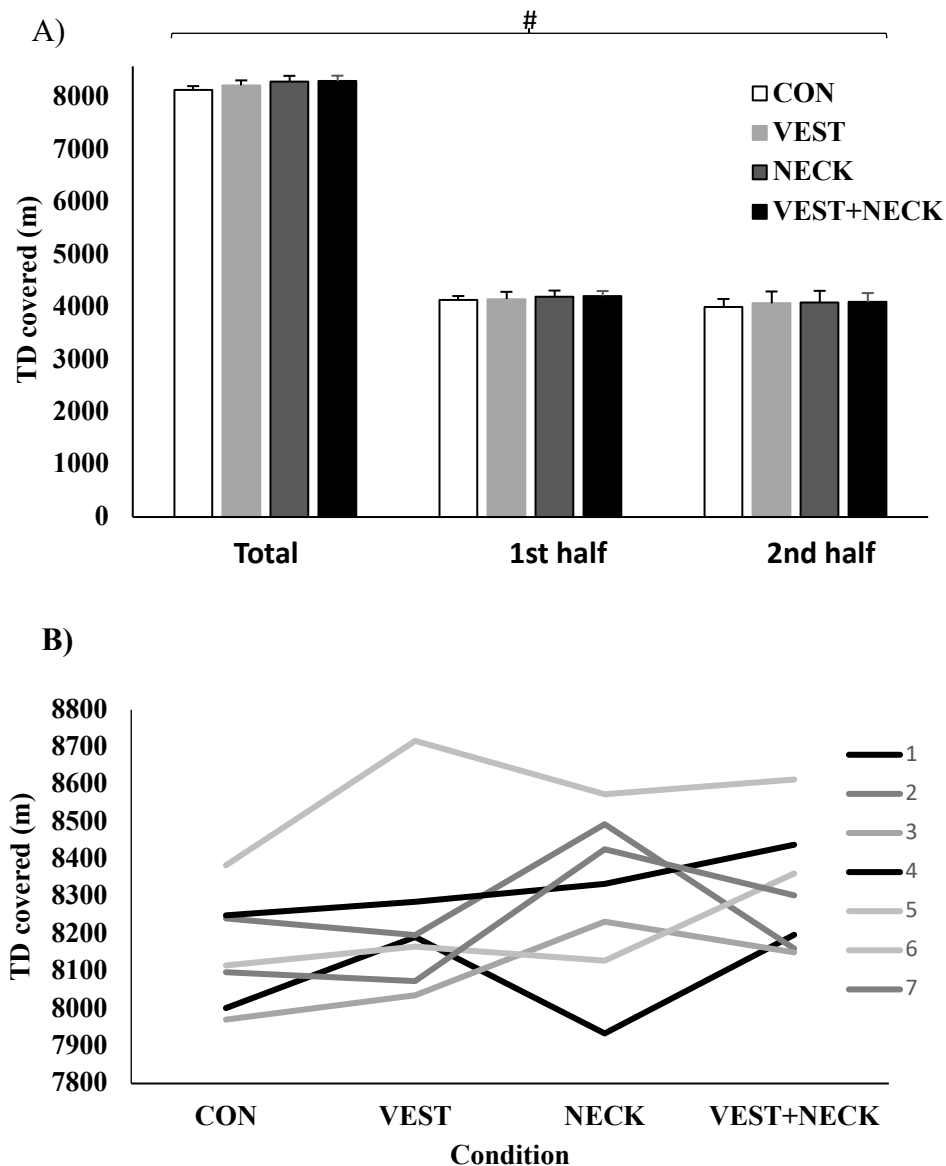 A)
#
TD covered (m)
8000
7000
6000
5000
4000
3000
2000
1000
0
CON
VEST
NECK
VEST+NECK
Total 1st half 2nd half
B)
TD covered (m)
8800
8700
8600
8500
8400
8300
8200
8100
8000
7900
7800
1
2
3
4
5
6
7
CON VEST NECK VEST+NECK
Condition